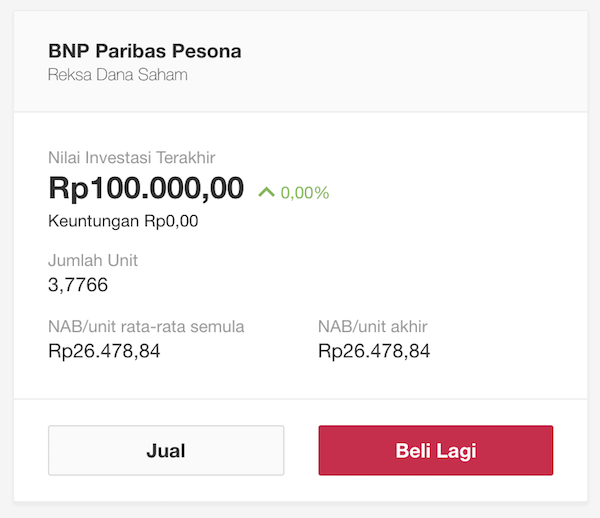 BNP Paribas Pesona
Reksa Dana Saham
Nilai Investasi Terakhir
Rp100.000,00 0,00%
Keuntungan Rp0,00
Jumlah Unit
3,7766
NAB/unit rata-rata semula NAB/unit akhir
Rp26.478,84 Rp26.478,84
Jual Beli Lagi